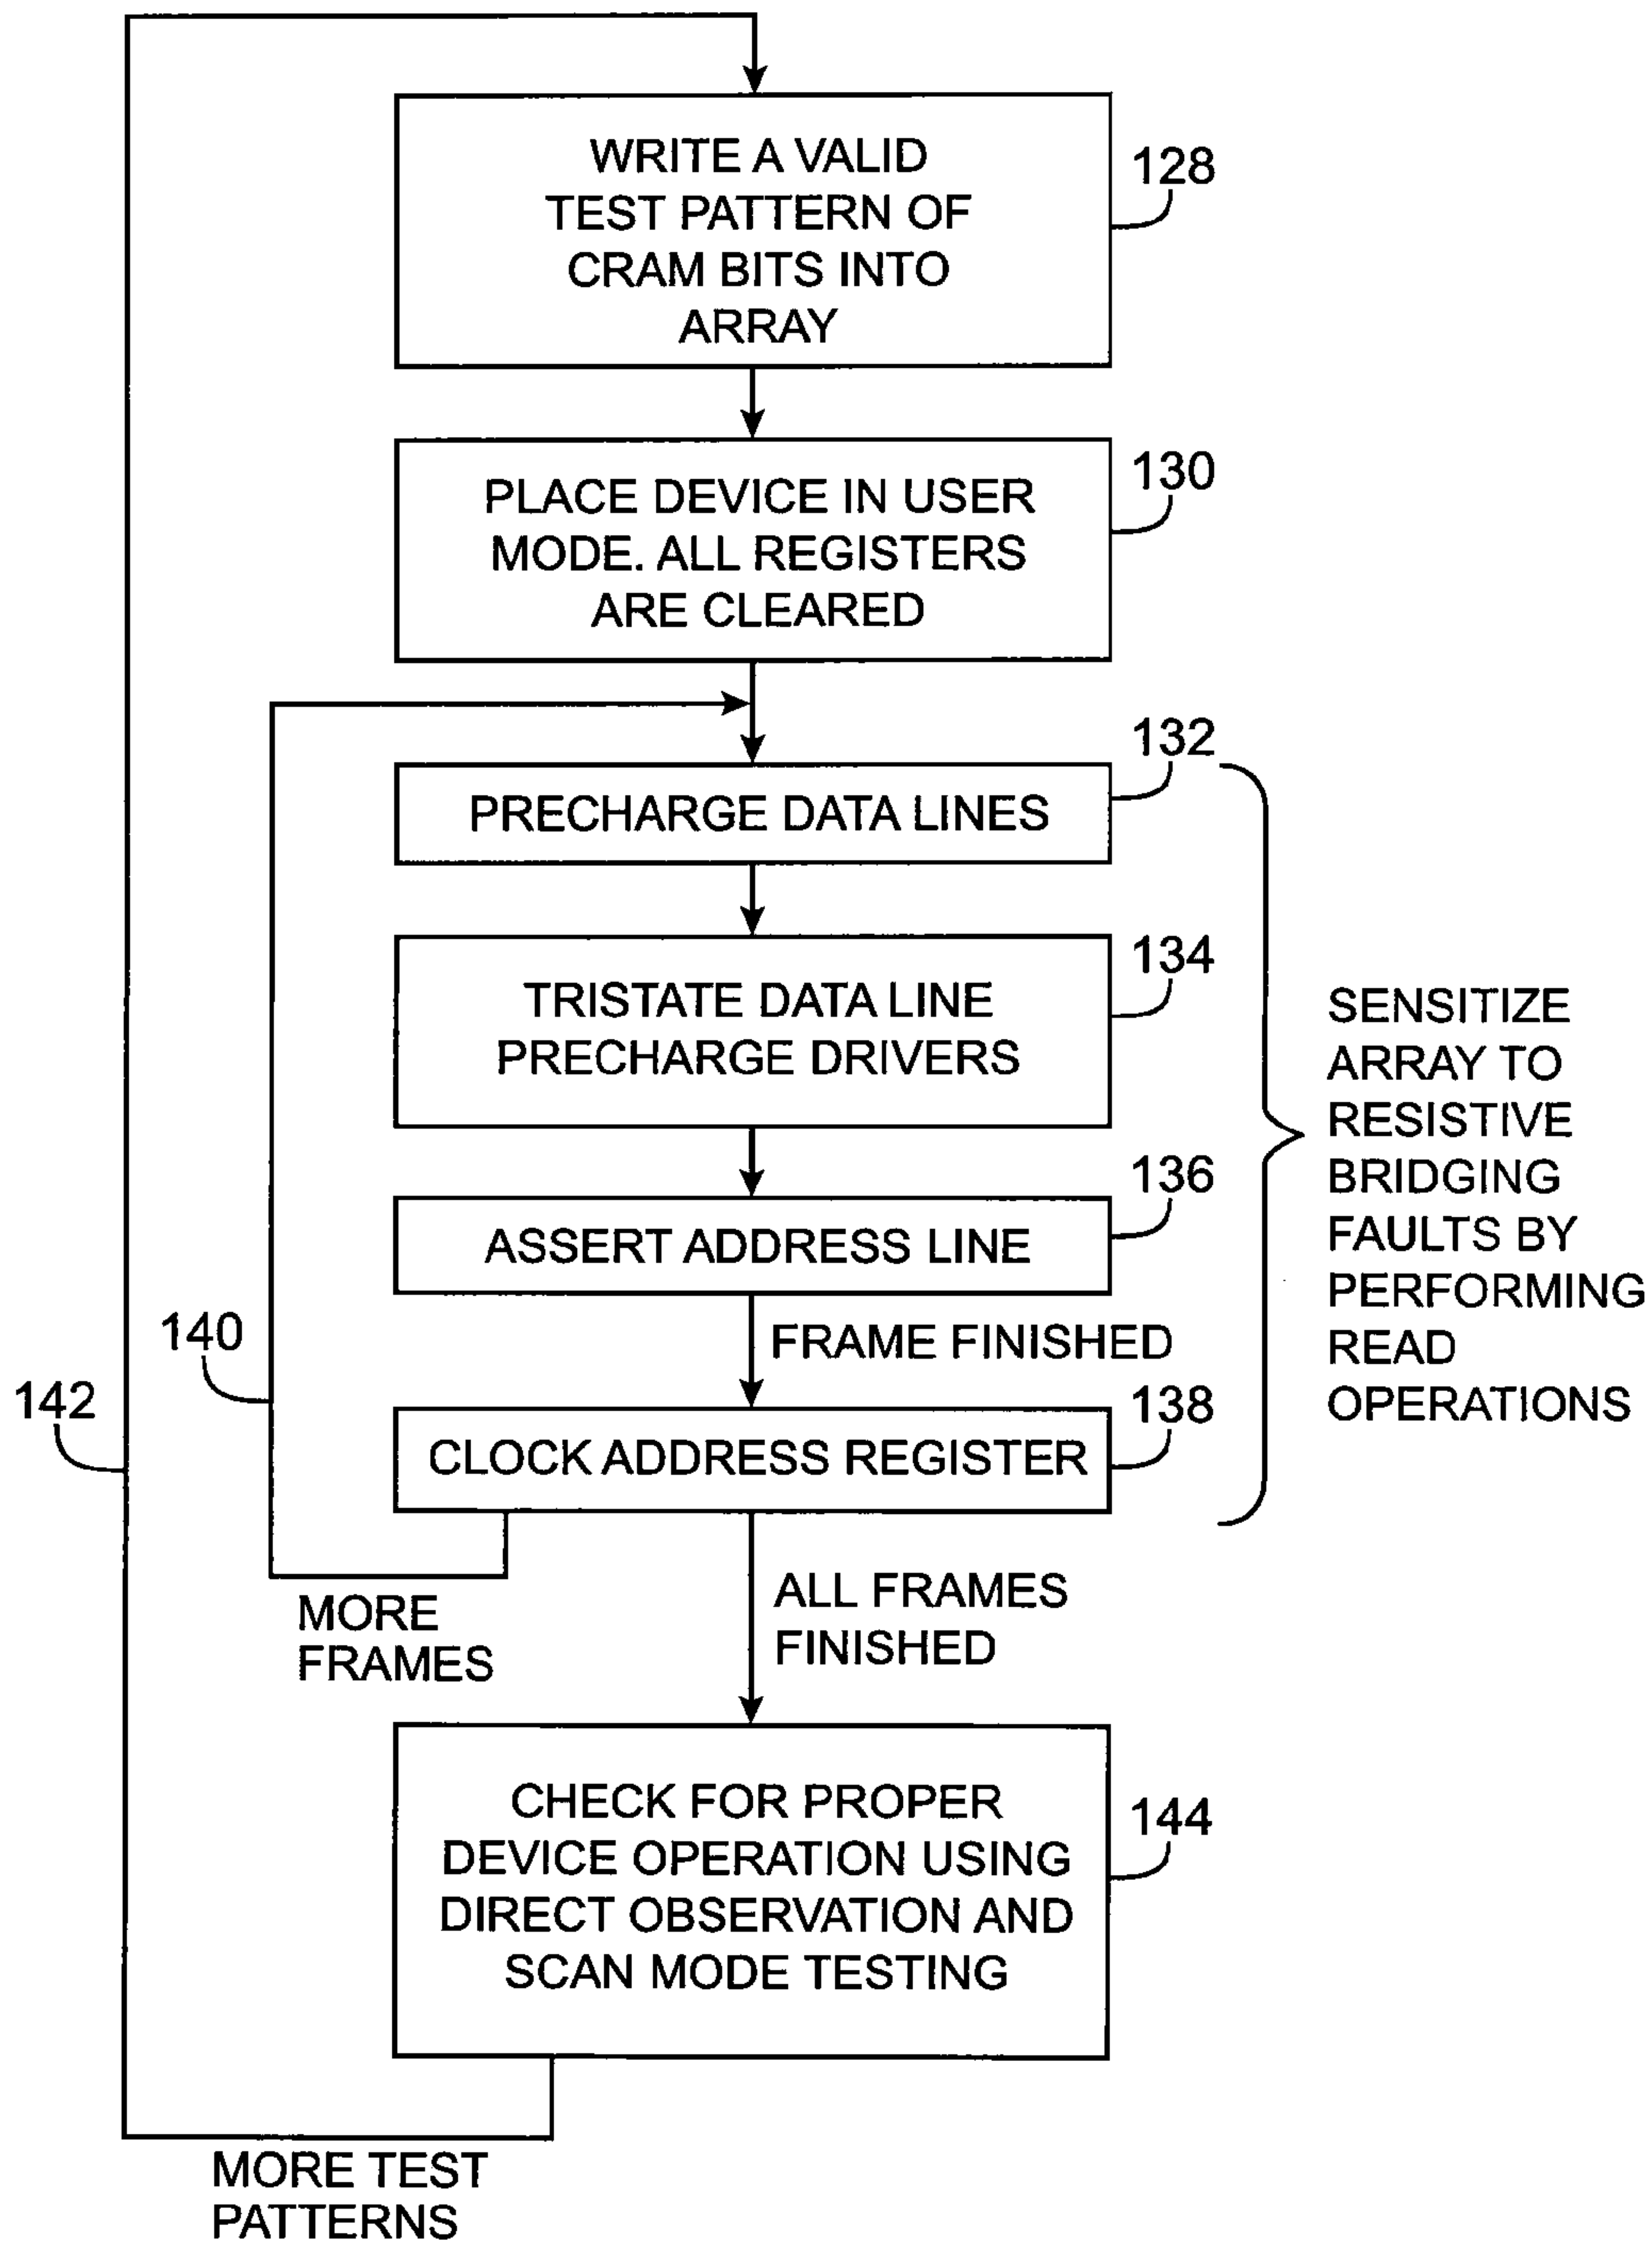 WRITE A VALID
TEST PATTERN OF
CRAM BITS INTO
ARRAY
128
PLACE DEVICE IN USER
MODE. ALL REGISTERS
ARE CLEARED
130
PRECHARGE DATA LINES
132
TRISTATE DATA LINE
PRECHARGE DRIVERS
134
ASSERT ADDRESS LINE
136
FRAME FINISHED
CLOCK ADDRESS REGISTER
138
SENSITIZE
ARRAY TO
RESISTIVE
BRIDGING
FAULTS BY
PERFORMING
READ
OPERATIONS
140
142
MORE
FRAMES
ALL FRAMES
FINISHED
CHECK FOR PROPER
DEVICE OPERATION USING
DIRECT OBSERVATION AND
SCAN MODE TESTING
144
MORE TEST
PATTERNS